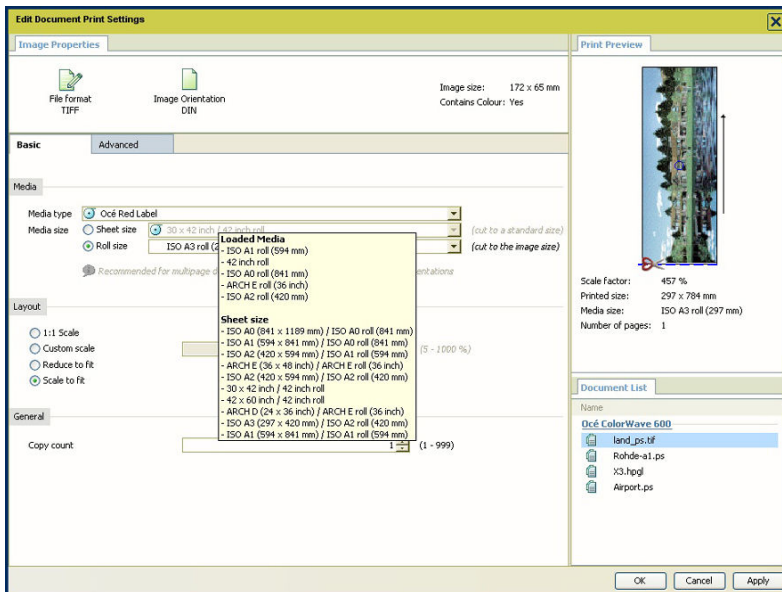 Edit Document Print Settings
Image Properties
File format
TIFF
Image Orientation
DIN
Image size: 172 x 65 mm
Contains Colour: Yes
Basic
Advanced
Media
Media type
Océ Red Label
Media size
Sheet size
30 x 42 inch / 42 inch roll
(cut to a standard size)
Roll size
ISO A3 roll (2
(cut to the image size)
Recommended for multipage d
entations
Loaded Media
- ISO A1 roll (594 mm)
- 42 inch roll
- ISO A0 roll (841 mm)
- ARCH E roll (36 inch)
- ISO A2 roll (420 mm)
Sheet size
- ISO A0 (841 x 1189 mm) / ISO A0 roll (841 mm)
- ISO A1 (594 x 841 mm) / ISO A0 roll (841 mm)
- ISO A2 (420 x 594 mm) / ISO A1 roll (594 mm)
- ARCH E (36 x 48 inch) / ARCH E roll (36 inch)
- ISO A2 (420 x 594 mm) / ISO A2 roll (420 mm)
- 30 x 42 inch / 42 inch roll
- 42 x 60 inch / 42 inch roll
- ARCH D (24 x 36 inch) / ARCH E roll (36 inch)
- ISO A3 (297 x 420 mm) / ISO A2 roll (420 mm)
- ISO A1 (594 x 841 mm) / ISO A1 roll (594 mm)
Layout
1:1 Scale
Custom scale
(5 - 1000 %)
Reduce to fit
Scale to fit
General
Copy count
1
(1 - 999)
Print Preview
Scale factor: 457 %
Printed size: 297 x 784 mm
Media size: ISO A3 roll (297 mm)
Number of pages: 1
Document List
Name
Océ ColorWave 600
land_ps.tif
Rohde-a1.ps
X3.hpgl
Airport.ps
OK
Cancel
Apply